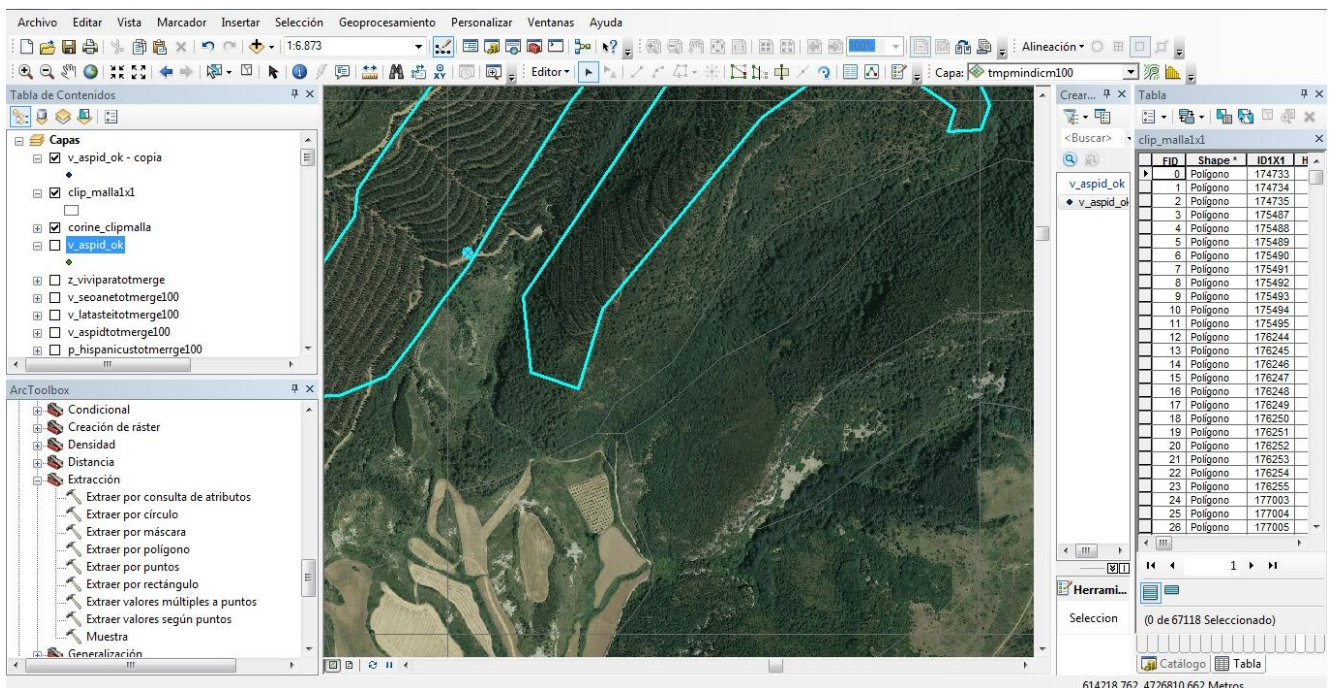 Archivo Editar Vista Marcador Insertar Selección Geoprocesamiento Personalizar Ventanas Ayuda
1:6.873
Alineación
Editor
Capa: tmpmindicm100
Tabla de Contenidos
Capas
v_aspid_ok - copia
clip_malla1x1
corine_clipmalla
v_aspid_ok
z_viviparatotmerge
v_seoanetotmerge100
v_latasteitotmerge100
v_aspidtotmerge100
p_hispanicustotmerrge100
ArcToolbox
Condicional
Creación de ráster
Densidad
Distancia
Extracción
Extraer por consulta de atributos
Extraer por círculo
Extraer por máscara
Extraer por polígono
Extraer por puntos
Extraer por rectángulo
Extraer valores múltiples a puntos
Extraer valores según puntos
Muestra
Generalización
Crear...
<Buscar>
v_aspid_ok
v_aspid_ok
Herrami...
Seleccion
Tabla
clip_malla1x1
FID Shape * ID1X1 H
0 Polígono 174733
1 Polígono 174734
2 Polígono 174735
3 Polígono 175487
4 Polígono 175488
5 Polígono 175489
6 Polígono 175490
7 Polígono 175491
8 Polígono 175492
9 Polígono 175493
10 Polígono 175494
11 Polígono 175495
12 Polígono 176244
13 Polígono 176245
14 Polígono 176246
15 Polígono 176247
16 Polígono 176248
17 Polígono 176249
18 Polígono 176250
19 Polígono 176251
20 Polígono 176252
21 Polígono 176253
22 Polígono 176254
23 Polígono 176255
24 Polígono 177003
25 Polígono 177004
26 Polígono 177005
1
(0 de 67118 Seleccionado)
Catálogo Tabla
614218,762 4726810,662 Metros